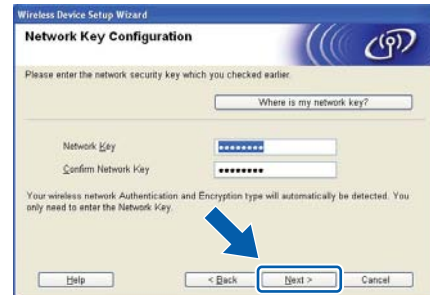 Wireless Device Setup Wizard
Network Key Configuration
Please enter the network security key which you checked earlier.
Where is my network key?
Network Key
••••••••
Confirm Network Key
••••••••
Your wireless network Authentication and Encryption type will automatically be detected. You
only need to enter the Network Key.
Help
< Back
Next >
Cancel